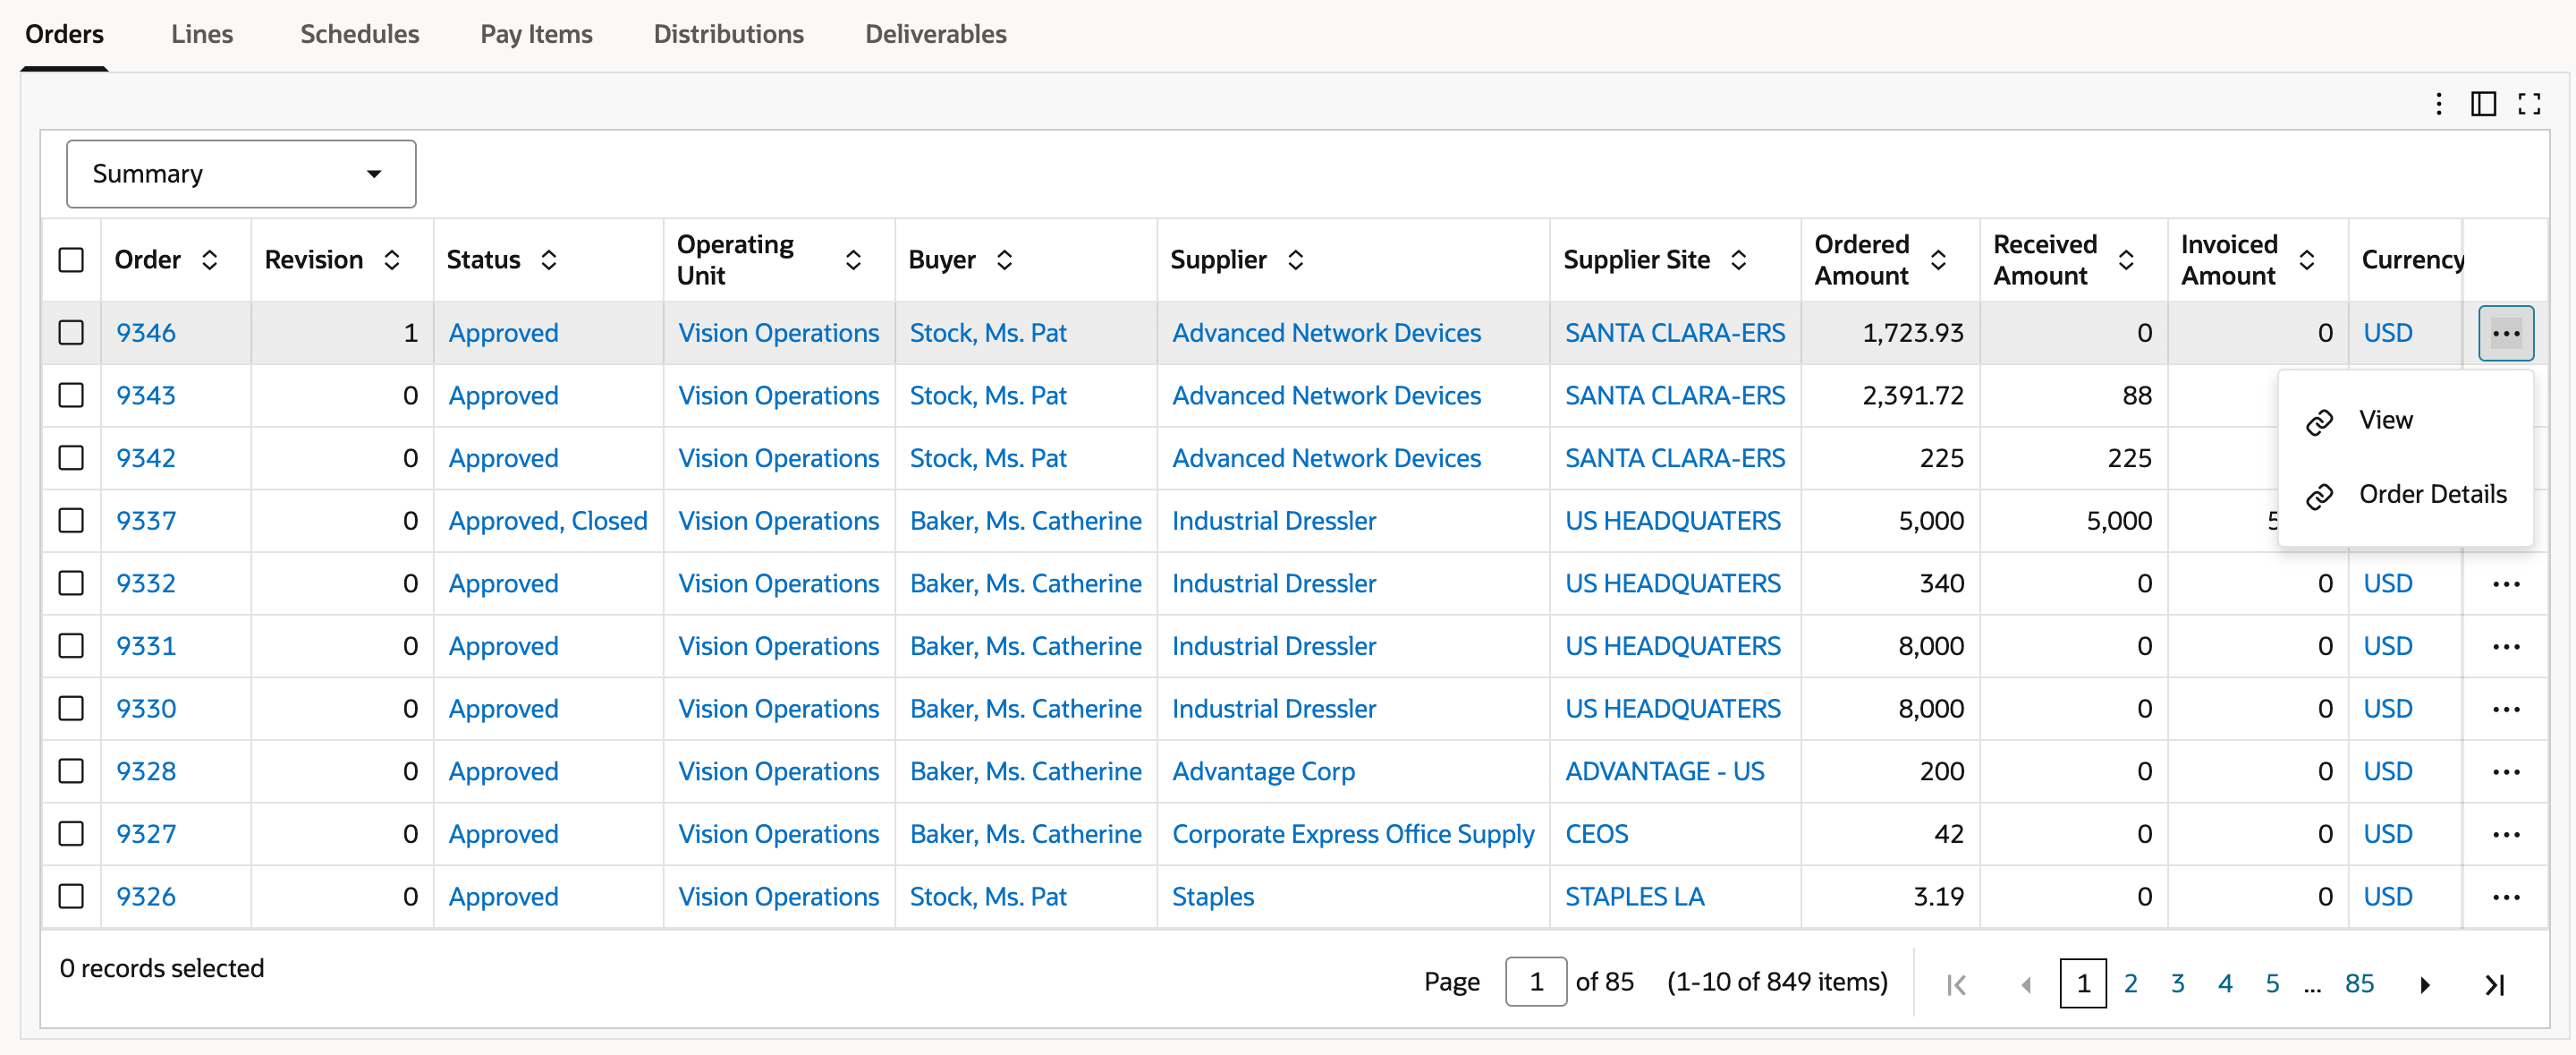 Orders Lines Schedules Pay Items Distributions Deliverables
Summary
Order Revision Status Operating Unit Buyer Supplier Supplier Site Ordered Amount Received Amount Invoiced Amount Currency
9346 1 Approved Vision Operations Stock, Ms. Pat Advanced Network Devices SANTA CLARA-ERS 1,723.93 0 0 USD ...
9343 0 Approved Vision Operations Stock, Ms. Pat Advanced Network Devices SANTA CLARA-ERS 2,391.72 88
View
9342 0 Approved Vision Operations Stock, Ms. Pat Advanced Network Devices SANTA CLARA-ERS 225 225
Order Details
9337 0 Approved, Closed Vision Operations Baker, Ms. Catherine Industrial Dressler US HEADQUATERS 5,000 5,000
9332 0 Approved Vision Operations Baker, Ms. Catherine Industrial Dressler US HEADQUATERS 340 0 0 USD ...
9331 0 Approved Vision Operations Baker, Ms. Catherine Industrial Dressler US HEADQUATERS 8,000 0 0 USD ...
9330 0 Approved Vision Operations Baker, Ms. Catherine Industrial Dressler US HEADQUATERS 8,000 0 0 USD ...
9328 0 Approved Vision Operations Baker, Ms. Catherine Advantage Corp ADVANTAGE - US 200 0 0 USD ...
9327 0 Approved Vision Operations Baker, Ms. Catherine Corporate Express Office Supply CEOS 42 0 0 USD ...
9326 0 Approved Vision Operations Stock, Ms. Pat Staples STAPLES LA 3.19 0 0 USD ...
0 records selected
Page 1 of 85 (1-10 of 849 items) 1 2 3 4 5 ... 85